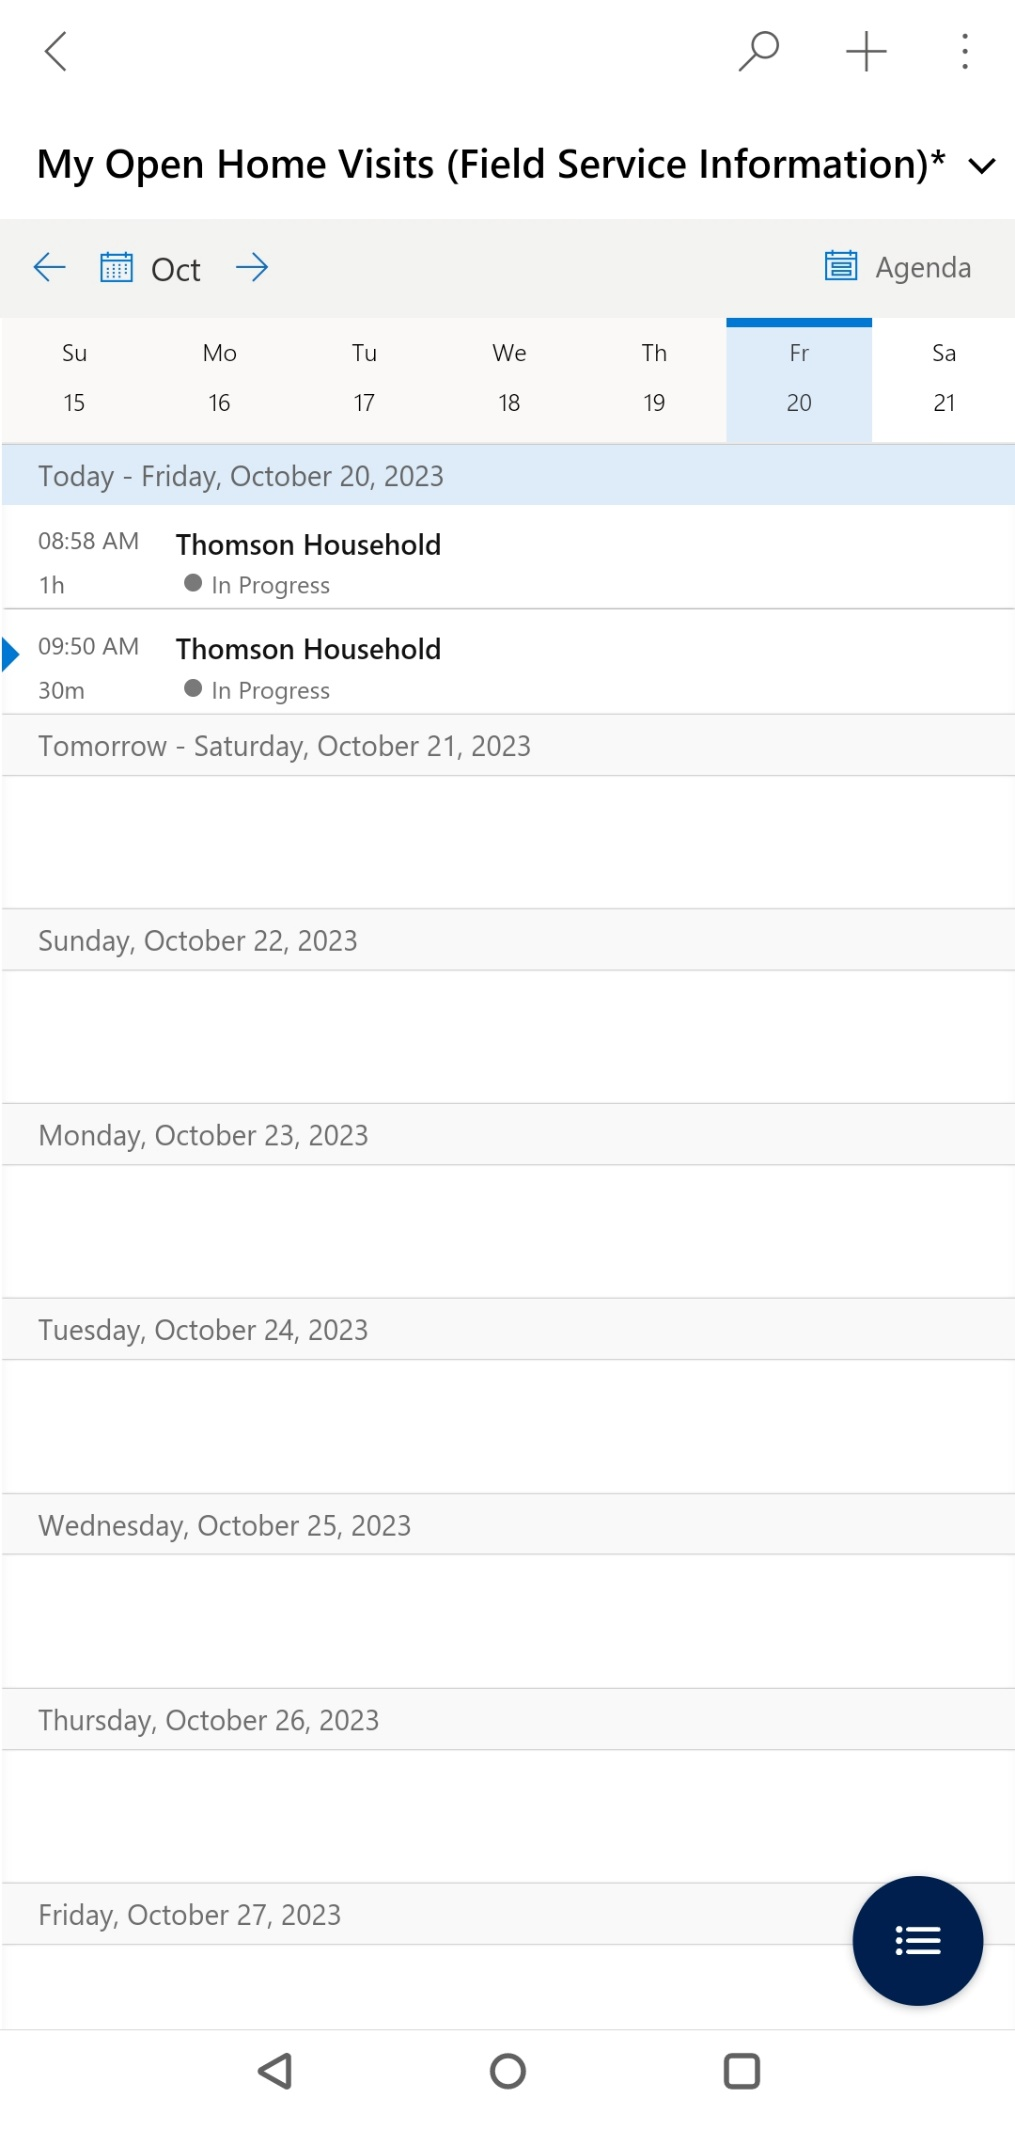 My Open Home Visits (Field Service Information)*
Oct
Agenda
Su Mo Tu We Th Fr Sa
15 16 17 18 19 20 21
Today - Friday, October 20, 2023
08:58 AM Thomson Household
1h In Progress
09:50 AM Thomson Household
30m In Progress
Tomorrow - Saturday, October 21, 2023
Sunday, October 22, 2023
Monday, October 23, 2023
Tuesday, October 24, 2023
Wednesday, October 25, 2023
Thursday, October 26, 2023
Friday, October 27, 2023